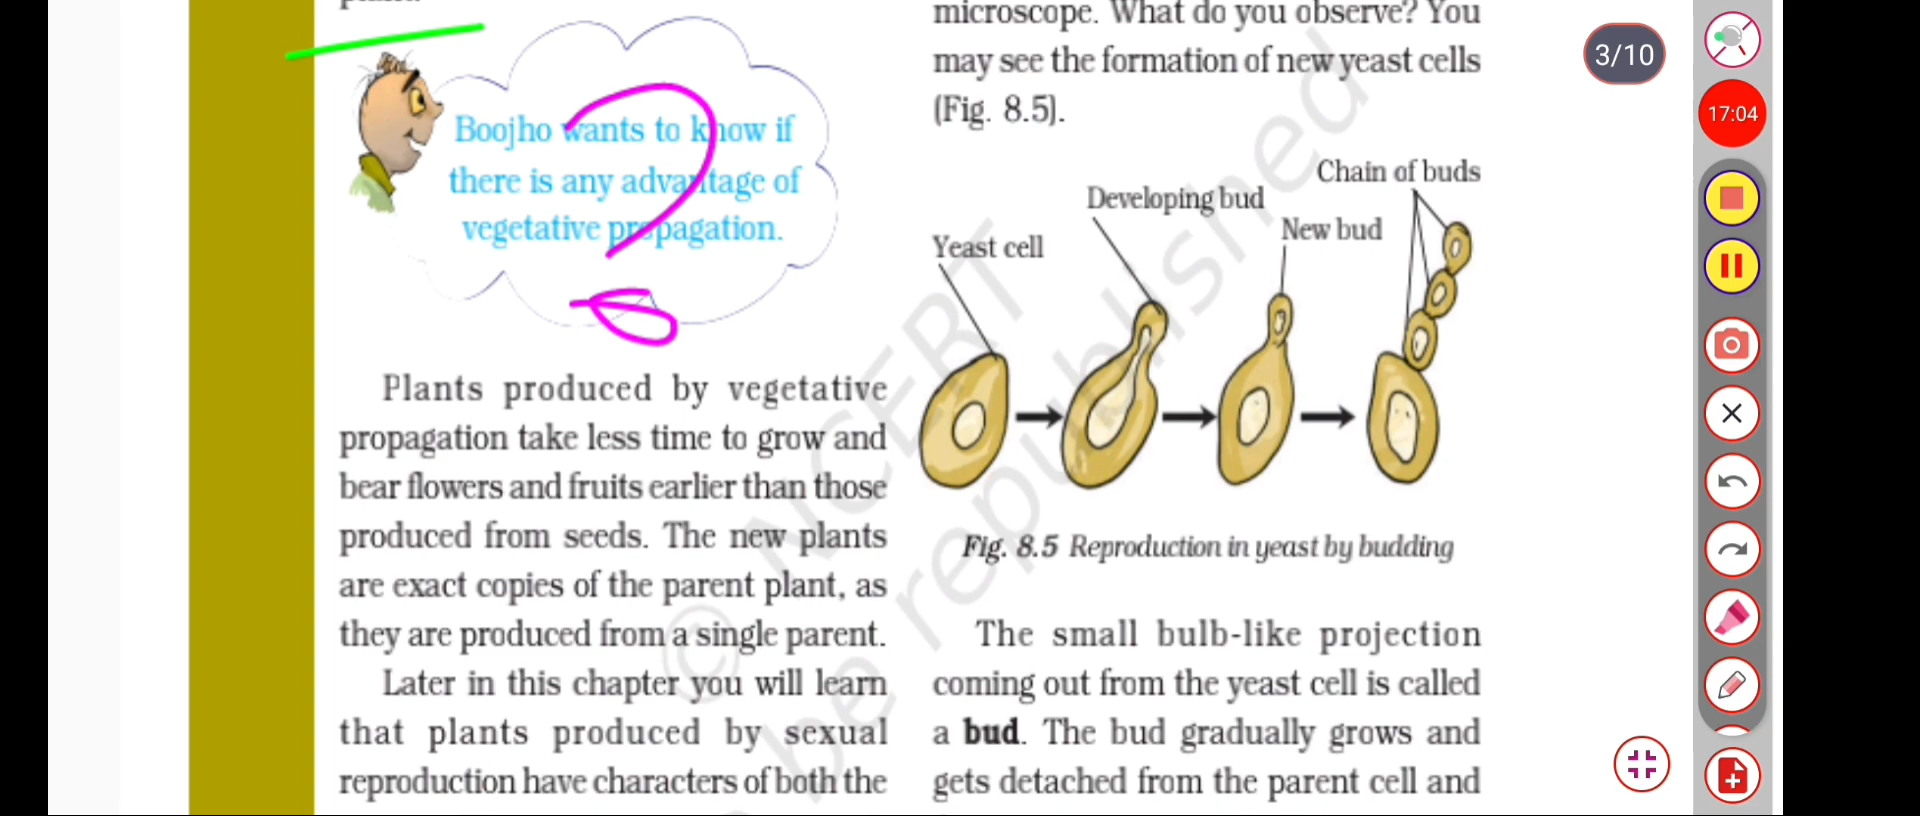 Boojho wants to know if
there is any advantage of
vegetative propagation.
Plants produced by vegetative
propagation take less time to grow and
bear flowers and fruits earlier than those
produced from seeds. The new plants
are exact copies of the parent plant, as
they are produced from a single parent.
Later in this chapter you will learn
that plants produced by sexual
reproduction have characters of both the
microscope. What do you observe? You
may see the formation of new yeast cells
(Fig. 8.5).
Chain of buds
Developing bud
New bud
Yeast cell
Fig. 8.5 Reproduction in yeast by budding
The small bulb-like projection
coming out from the yeast cell is called
a bud. The bud gradually grows and
gets detached from the parent cell and
© NCERT
be republished
3/10
17:04